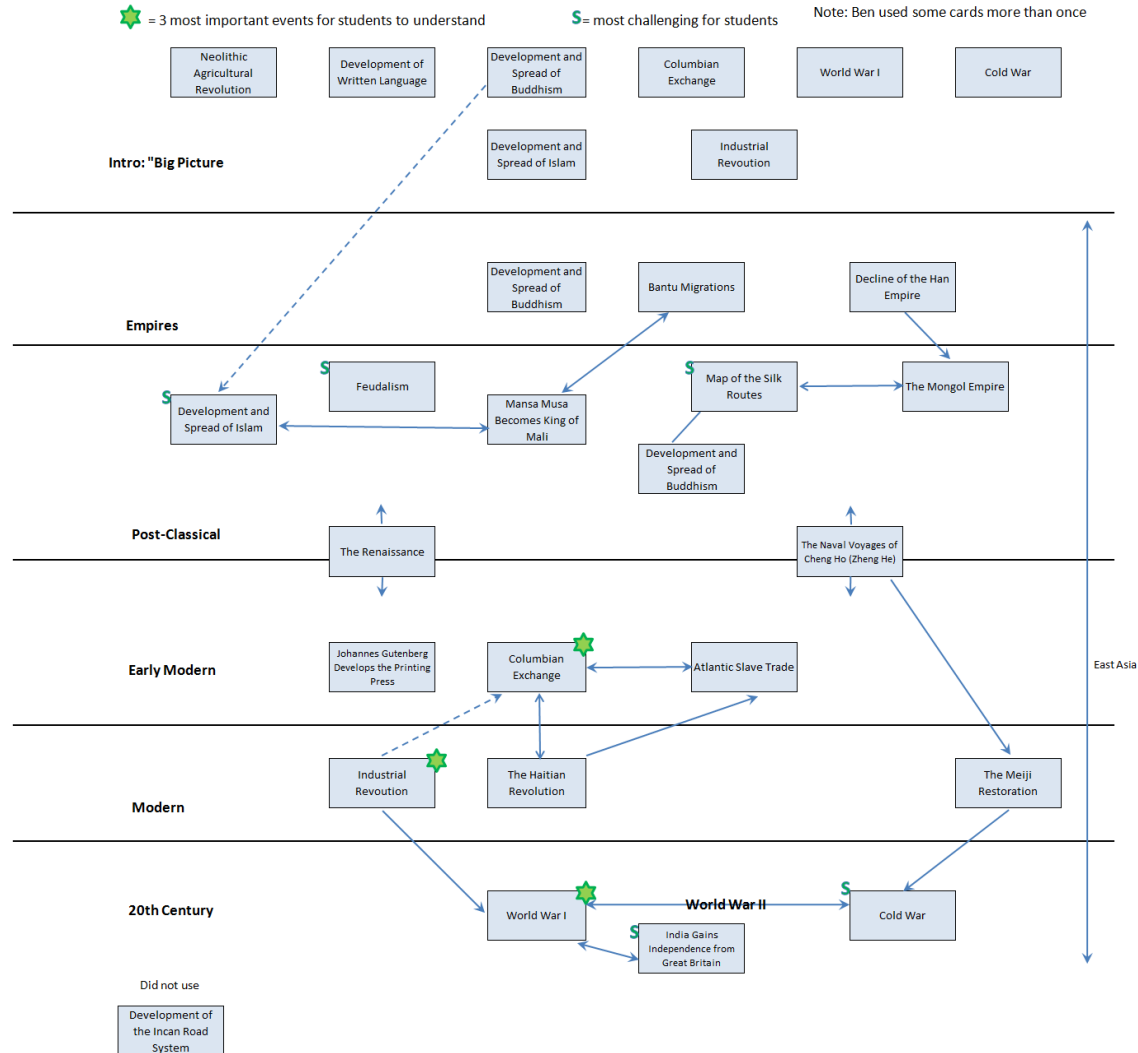 = 3 most important events for students to understand
S = most challenging for students
Note: Ben used some cards more than once
Neolithic
Agricultural
Revolution
Development of
Written Language
Development and
Spread of
Buddhism
Columbian
Exchange
World War I
Cold War
Intro: "Big Picture
Development and
Spread of Islam
Industrial
Revoution
Empires
Development and
Spread of
Buddhism
Bantu Migrations
Decline of the Han
Empire
S
Feudalism
S
Map of the Silk
Routes
The Mongol Empire
S
Development and
Spread of Islam
Mansa Musa
Becomes King of
Mali
Development and
Spread of
Buddhism
Post-Classical
The Renaissance
The Naval Voyages of
Cheng Ho (Zheng He)
Early Modern
Johannes Gutenberg
Develops the Printing
Press
Columbian
Exchange
Atlantic Slave Trade
East Asia
Modern
Industrial
Revoution
The Haitian
Revolution
The Meiji
Restoration
20th Century
World War I
World War II
S
Cold War
S
India Gains
Independence from
Great Britain
Did not use
Development of
the Incan Road
System